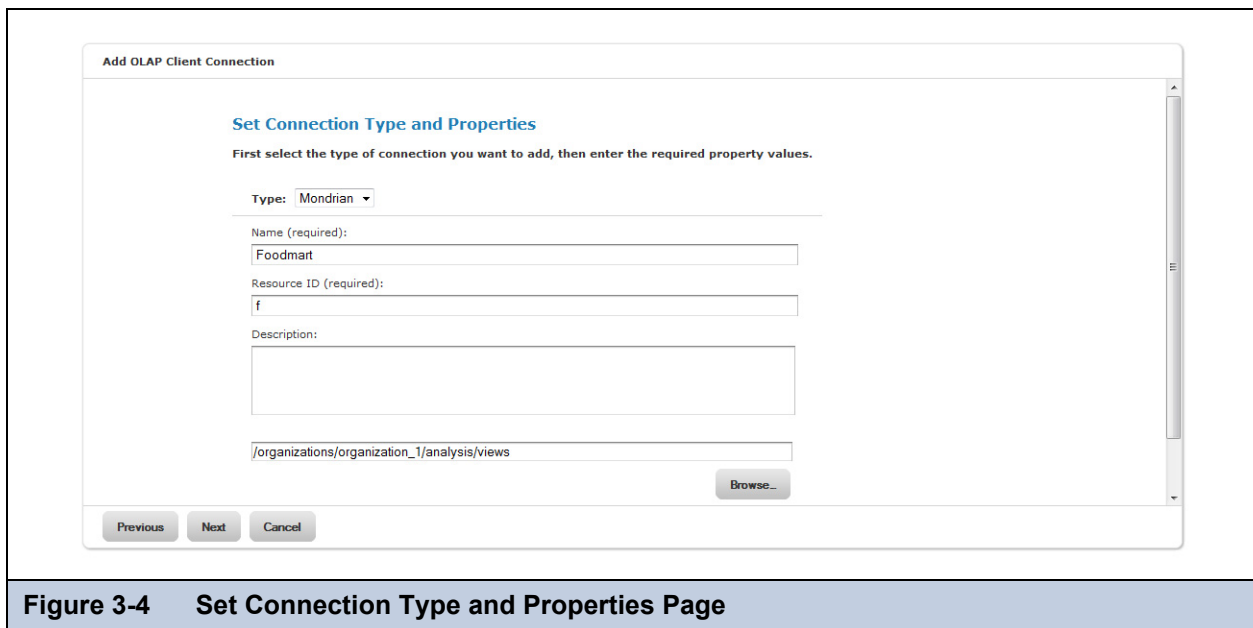 Add OLAP Client Connection
Set Connection Type and Properties
First select the type of connection you want to add, then enter the required property values.
Type: Mondrian
Name (required):
Foodmart
Resource ID (required):
f
Description:
/organizations/organization_1/analysis/views
Browse...
Previous Next Cancel
Figure 3-4 Set Connection Type and Properties Page